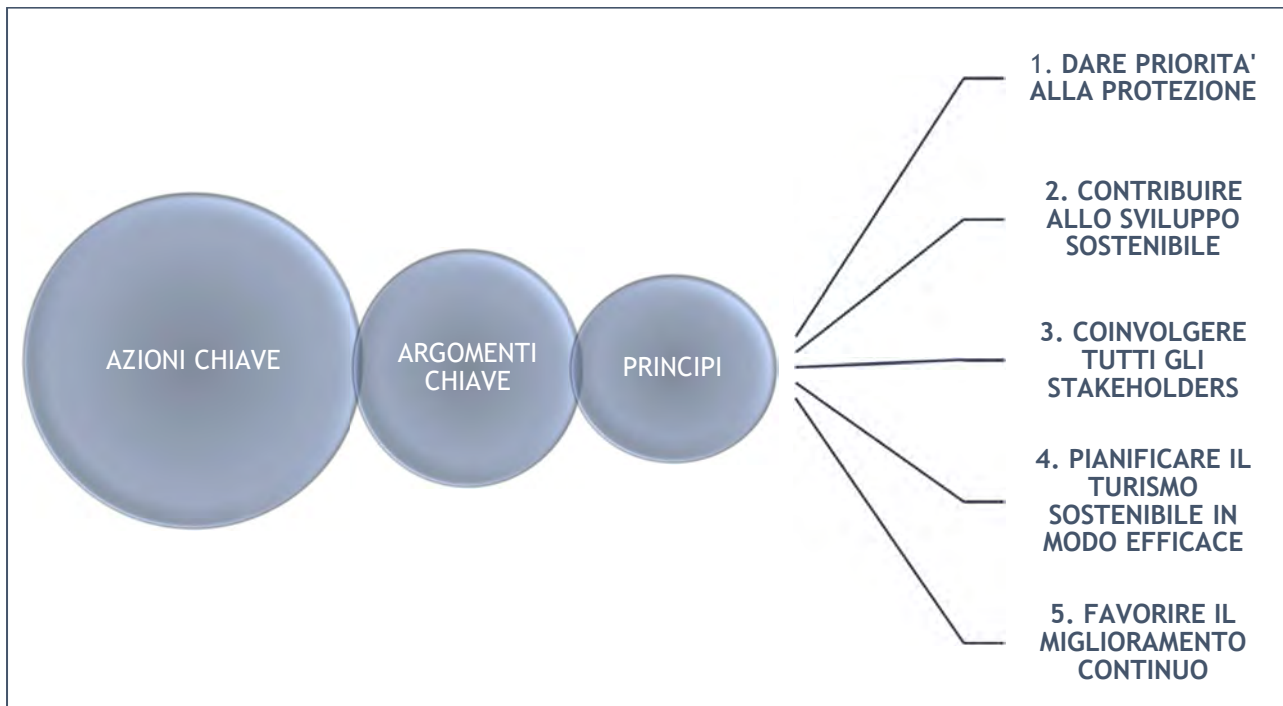 AZIONI CHIAVE
ARGOMENTI
CHIAVE
PRINCIPI
1. DARE PRIORITA'
ALLA PROTEZIONE
2. CONTRIBUIRE
ALLO SVILUPPO
SOSTENIBILE
3. COINVOLGERE
TUTTI GLI
STAKEHOLDERS
4. PIANIFICARE IL
TURISMO
SOSTENIBILE IN
MODO EFFICACE
5. FAVORIRE IL
MIGLIORAMENTO
CONTINUO